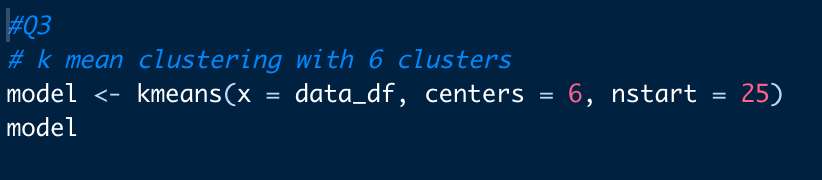 #Q3
# k mean clustering with 6 clusters
model <- kmeans(x = data_df, centers = 6, nstart = 25)
model